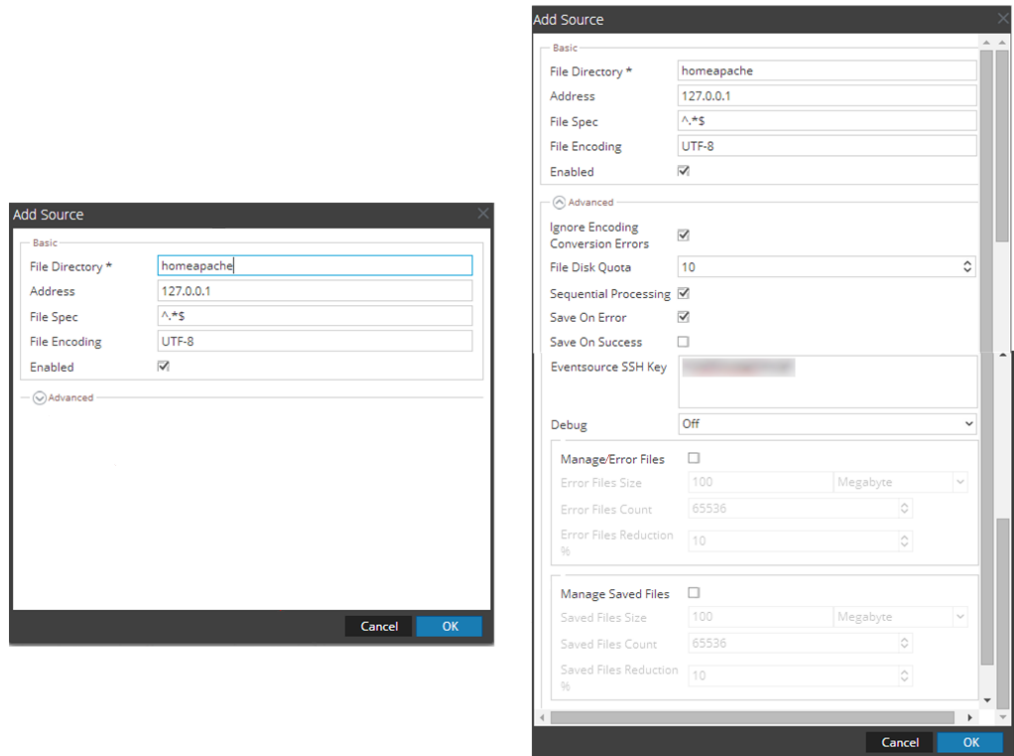 Add Source
Basic
File Directory * homeapache
Address 127.0.0.1
File Spec ^.*$
File Encoding UTF-8
Enabled
Advanced
Cancel OK
Add Source
Basic
File Directory * homeapache
Address 127.0.0.1
File Spec ^.*$
File Encoding UTF-8
Enabled
Advanced
Ignore Encoding
Conversion Errors
File Disk Quota 10
Sequential Processing
Save On Error
Save On Success
Eventsource SSH Key
Debug Off
Manage/Error Files
Error Files Size 100 Megabyte
Error Files Count 65536
Error Files Reduction
% 10
Manage Saved Files
Saved Files Size 100 Megabyte
Saved Files Count 65536
Saved Files Reduction
% 10
Cancel OK